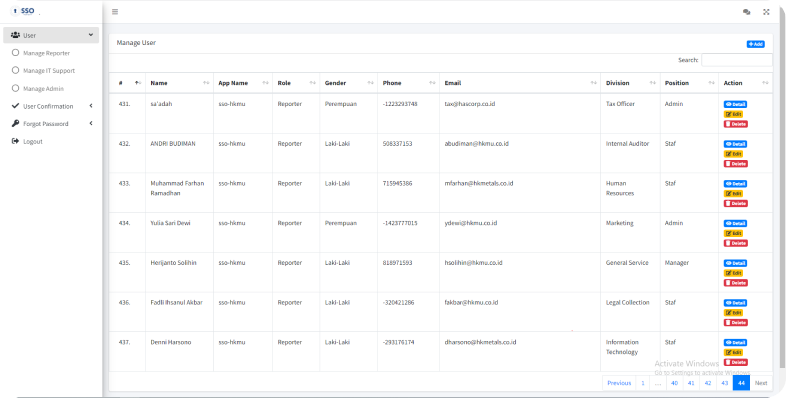 SSO
User
Manage Reporter
Manage IT Support
Manage Admin
User Confirmation
Forgot Password
Logout
Manage User
+Add
Search:
# Name App Name Role Gender Phone Email Division Position Action
431. sa'adah sso-hkmu Reporter Perempuan -1223293748 tax@hascorp.co.id Tax Officer Admin Detail
Edit
Delete
432. ANDRI BUDIMAN sso-hkmu Reporter Laki-Laki 508337153 abudiman@hkmu.co.id Internal Auditor Staf Detail
Edit
Delete
433. Muhammad Farhan sso-hkmu Reporter Laki-Laki 715945386 mfarhan@hkmetals.co.id Human Staf Detail
Ramadhan Resources Edit
Delete
434. Yulia Sari Dewi sso-hkmu Reporter Perempuan -1423777015 ydewi@hkmu.co.id Marketing Admin Detail
Edit
Delete
435. Herijanto Solihin sso-hkmu Reporter Laki-Laki 818971593 hsolihin@hkmu.co.id General Service Manager Detail
Edit
Delete
436. Fadli Ihsanul Akbar sso-hkmu Reporter Laki-Laki -320421286 fakbar@hkmu.co.id Legal Collection Staf Detail
Edit
Delete
437. Denni Harsono sso-hkmu Reporter Laki-Laki -293176174 dharsono@hkmetals.co.id Information Staf Detail
Technology Edit
Delete
Activate Windows
Go to Settings to activate Windows.
Previous 1 ... 40 41 42 43 44 Next